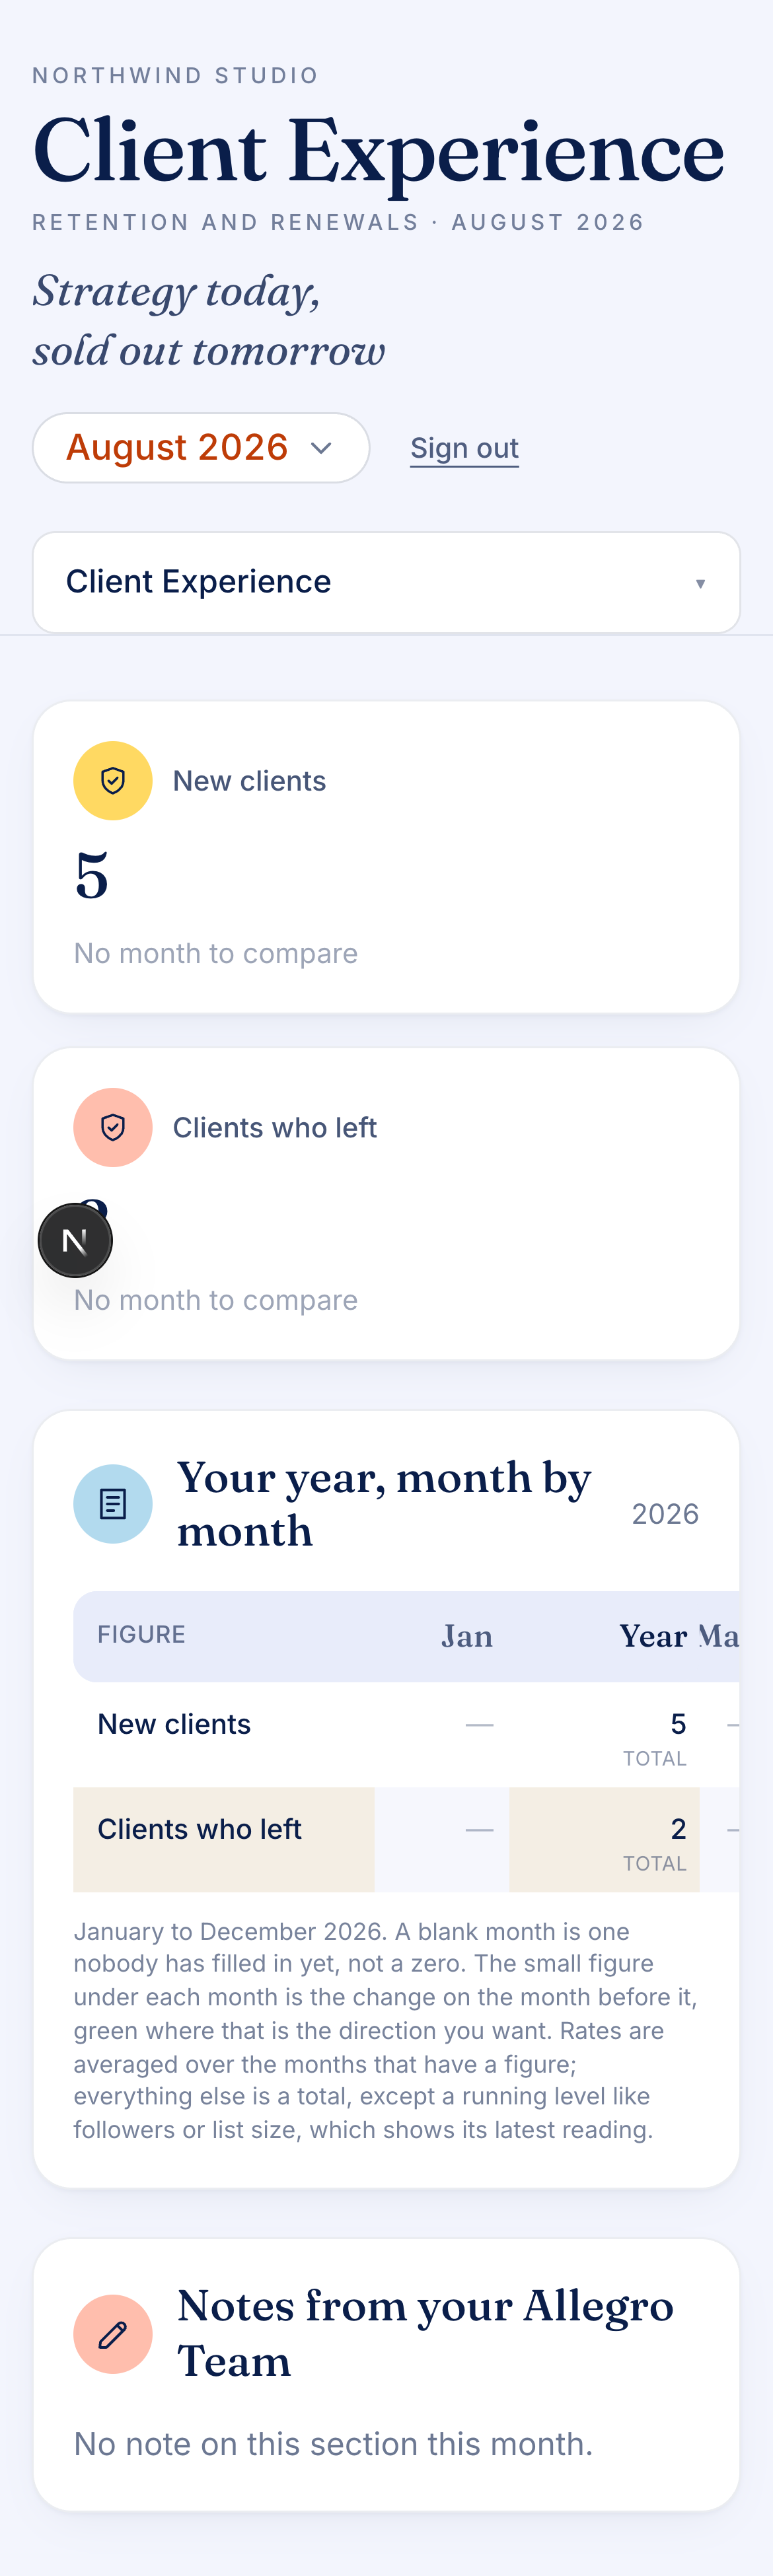 NORTHWIND STUDIO
Client Experience
RETENTION AND RENEWALS · AUGUST 2026
Strategy today,
sold out tomorrow
August 2026
Sign out
Client Experience
New clients
5
No month to compare
Clients who left
N
No month to compare
Your year, month by
month
2026
FIGURE Jan Year
New clients — 5
TOTAL
Clients who left — 2
TOTAL
January to December 2026. A blank month is one
nobody has filled in yet, not a zero. The small figure
under each month is the change on the month before it,
green where that is the direction you want. Rates are
averaged over the months that have a figure;
everything else is a total, except a running level like
followers or list size, which shows its latest reading.
Notes from your Allegro
Team
No note on this section this month.